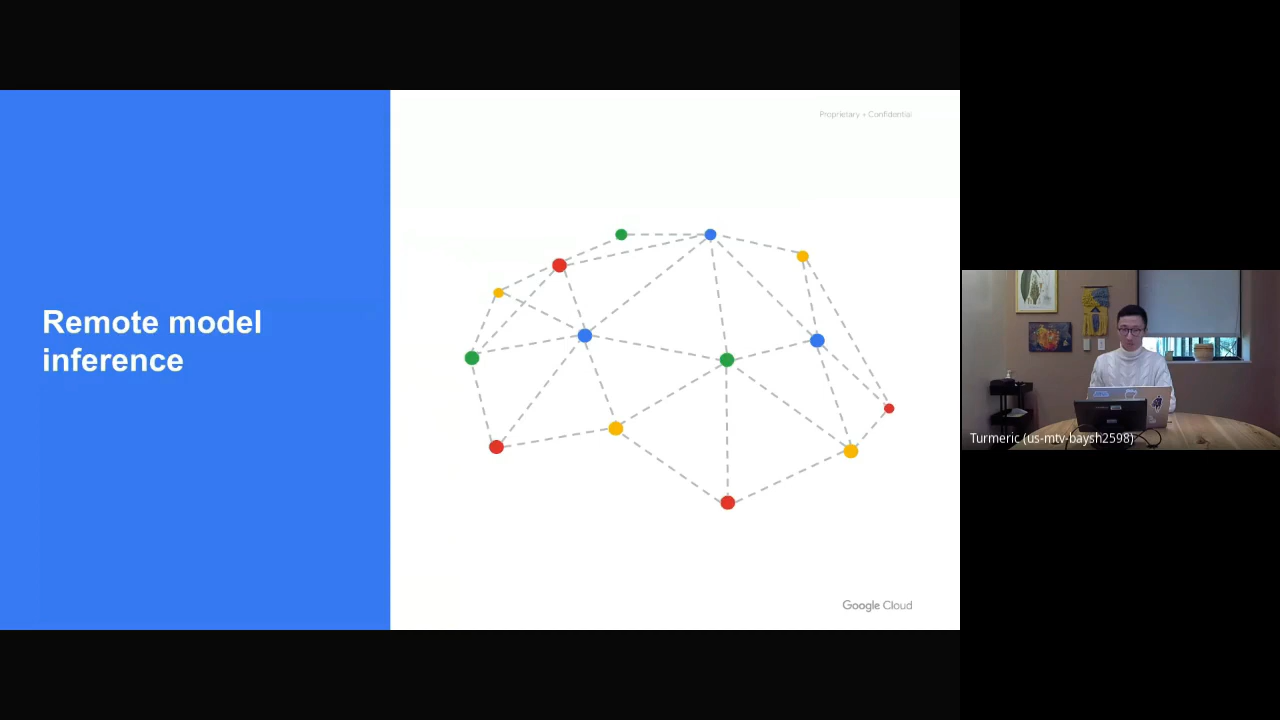 Proprietary + Confidential
Remote model
inference
Google Cloud
Turmeric (us-mtv-baysh2598)